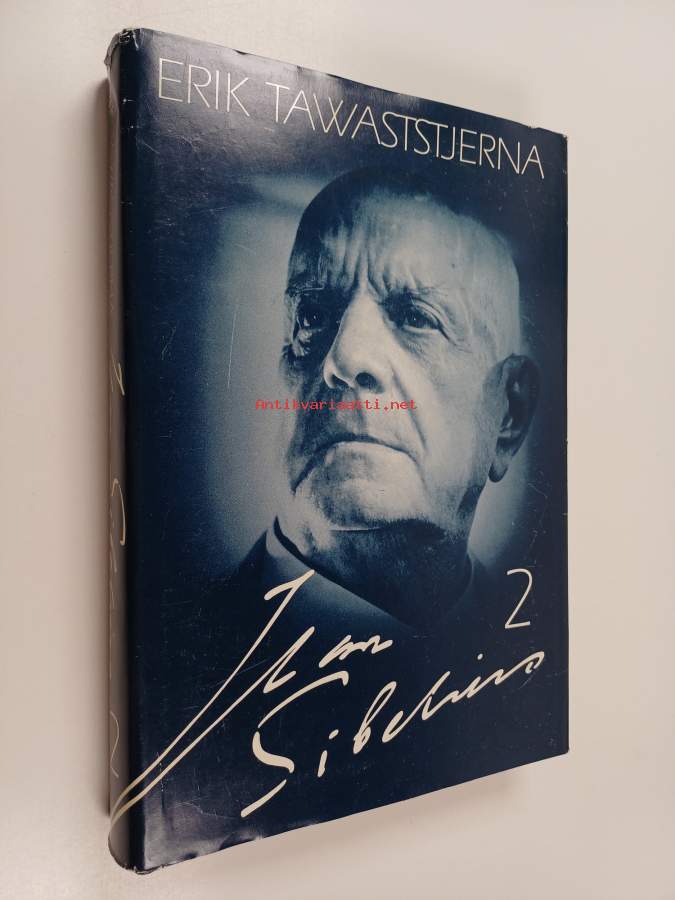 ERIK TAWASTSTJERNA
Antikvariaatti.net
2
Jean
Sibelius